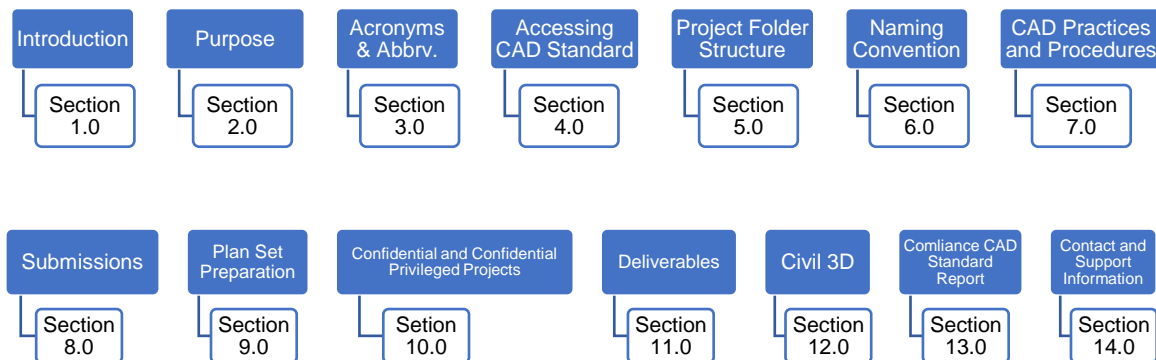 Introduction
Purpose
Acronyms
& Abbrv.
Accessing
CAD Standard
Project Folder
Structure
Naming
Convention
CAD Practices
and Procedures
Section
1.0
Section
2.0
Section
3.0
Section
4.0
Section
5.0
Section
6.0
Section
7.0
Submissions
Plan Set
Preparation
Confidential and Confidential
Privileged Projects
Deliverables
Civil 3D
Comliance CAD
Standard
Report
Contact and
Support
Information
Section
8.0
Section
9.0
Setion
10.0
Section
11.0
Section
12.0
Section
13.0
Section
14.0